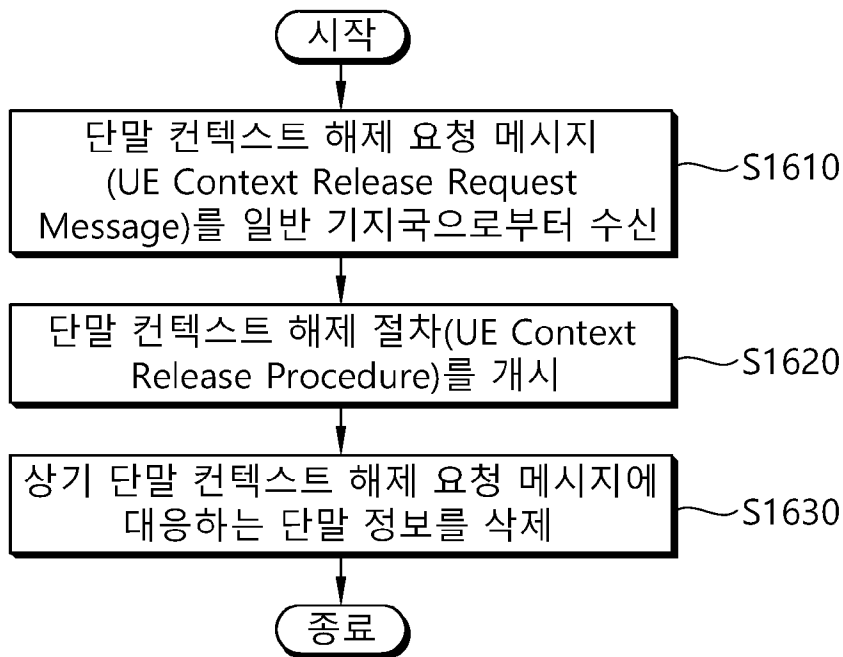 시작
단말 컨텍스트 해제 요청 메시지
(UE Context Release Request
Message)를 일반 기지국으로부터 수신
S1610
단말 컨텍스트 해제 절차(UE Context
Release Procedure)를 개시
S1620
상기 단말 컨텍스트 해제 요청 메시지에
대응하는 단말 정보를 삭제
S1630
종료